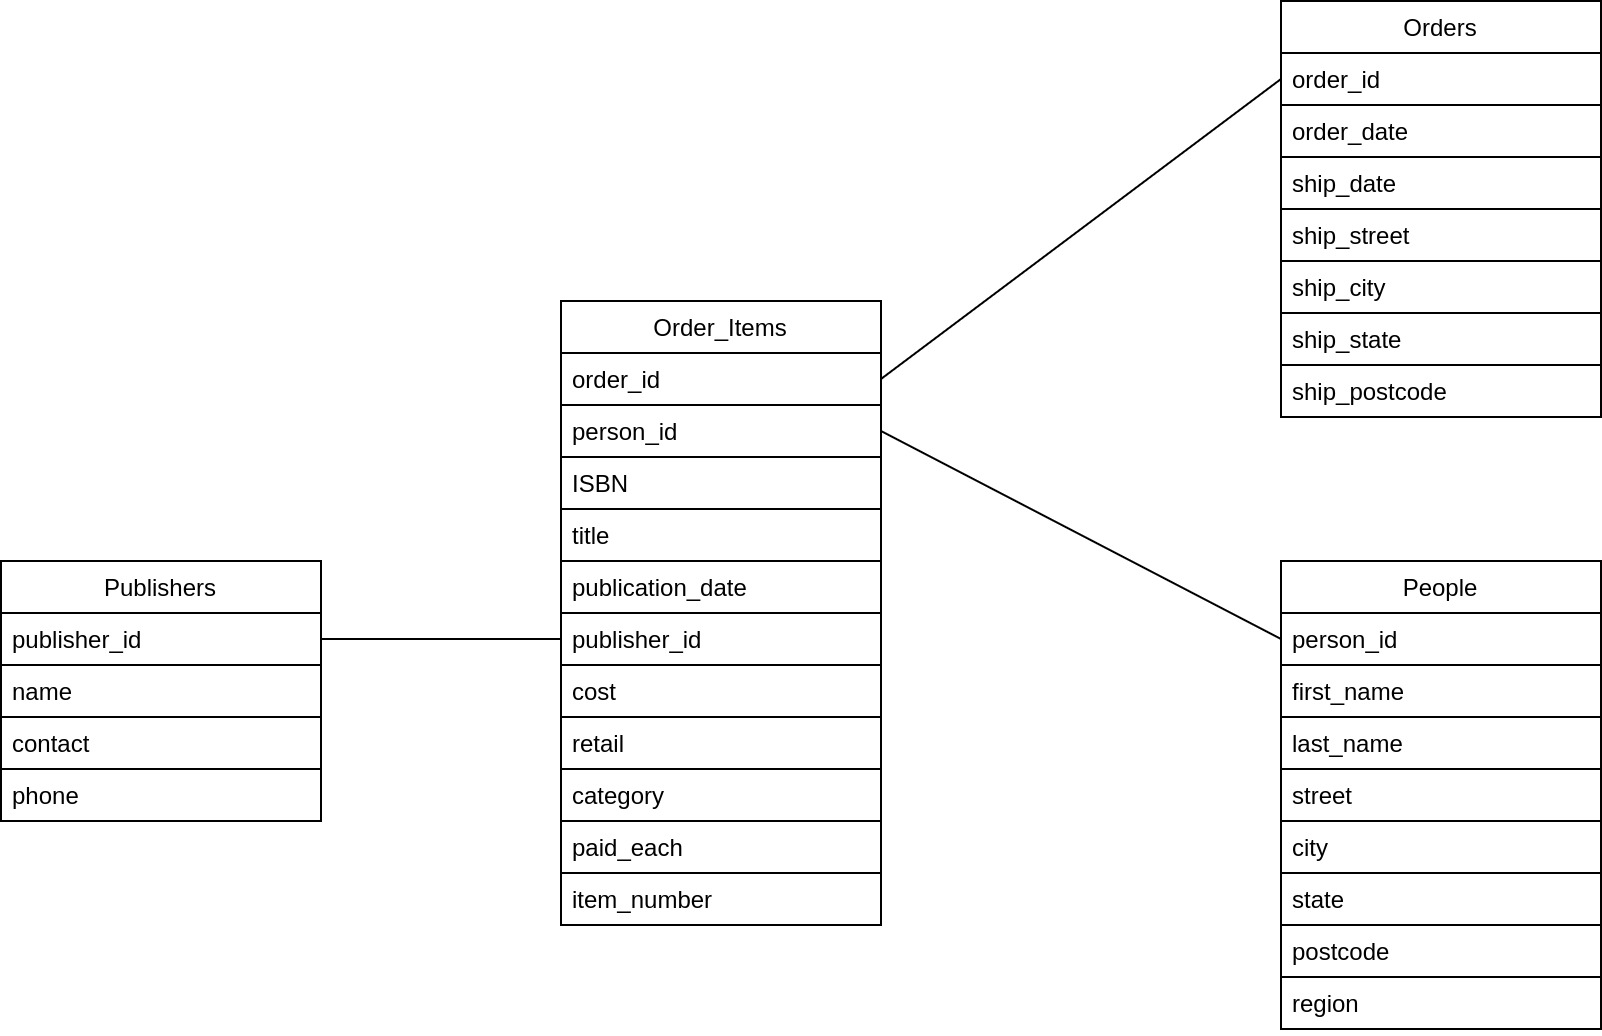 Orders
order_id
order_date
ship_date
ship_street
ship_city
ship_state
ship_postcode
Order_Items
order_id
person_id
ISBN
title
publication_date
publisher_id
cost
retail
category
paid_each
item_number
Publishers
publisher_id
name
contact
phone
People
person_id
first_name
last_name
street
city
state
postcode
region